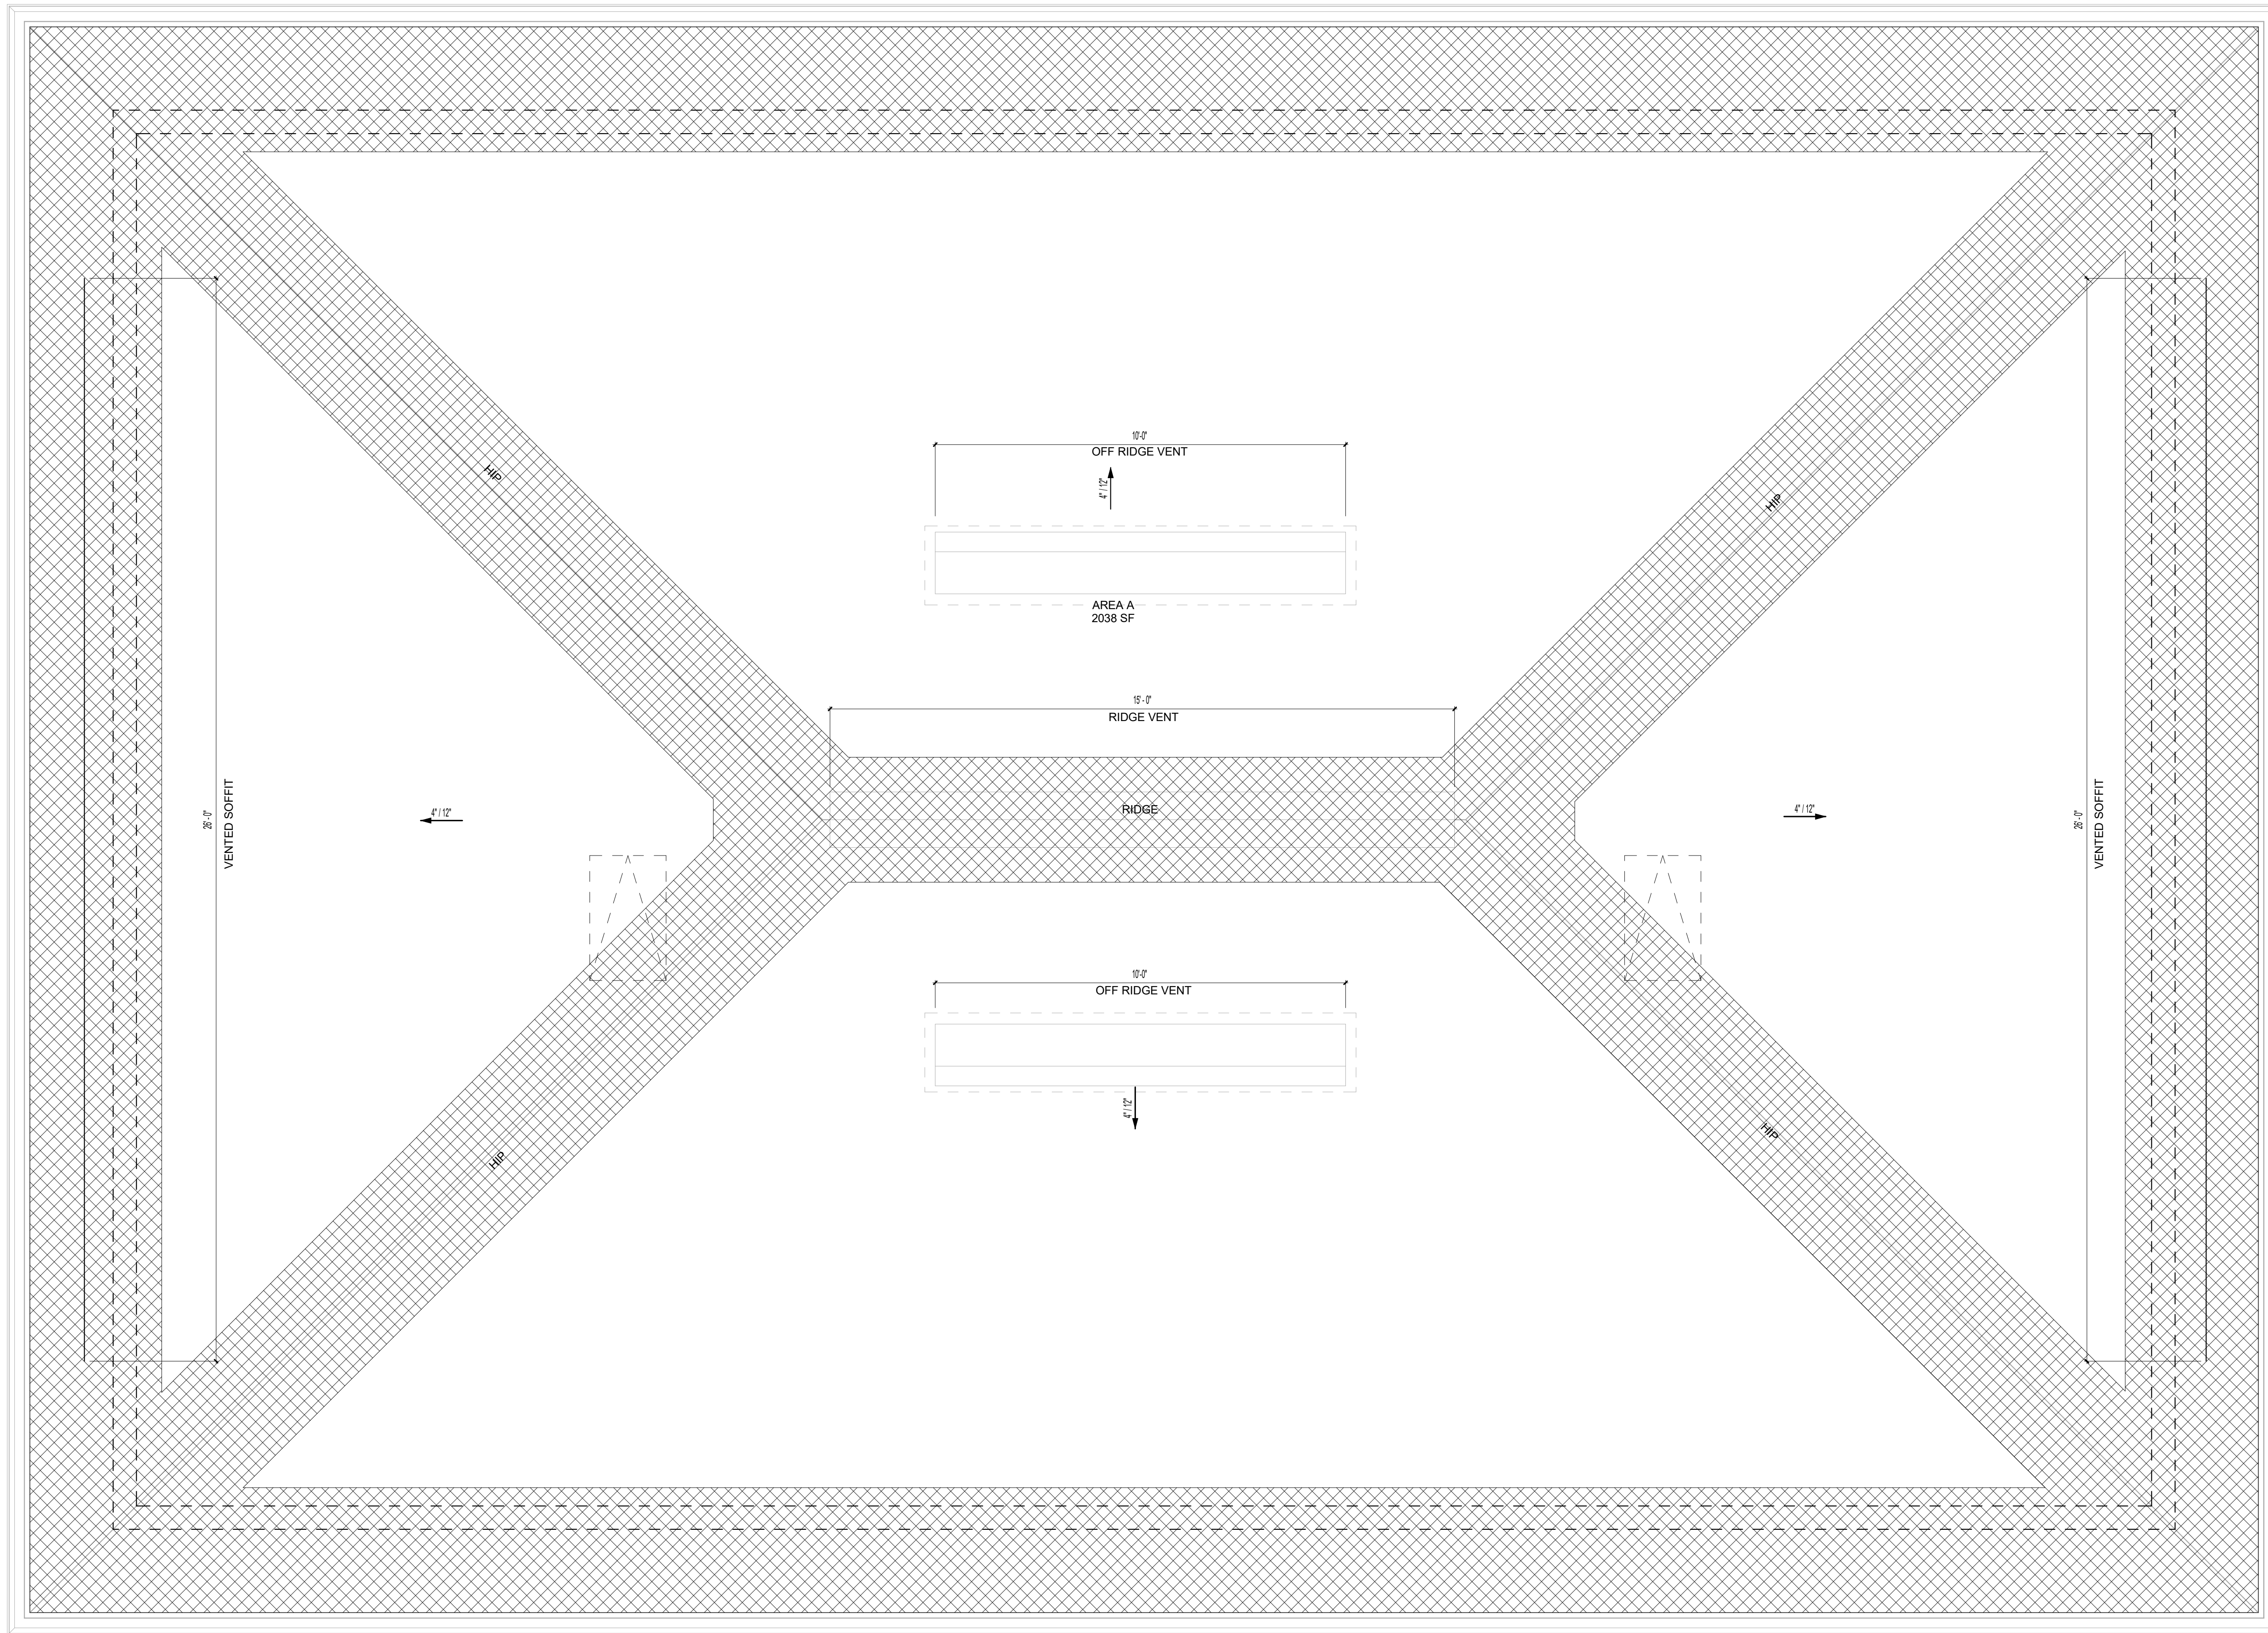 HIP
HIP
10'-0"
OFF RIDGE VENT
4" / 12"
AREA A
2038 SF
15' - 0"
RIDGE VENT
RIDGE
26' - 0"
VENTED SOFFIT
4" / 12"
4" / 12"
26' - 0"
VENTED SOFFIT
10'-0"
OFF RIDGE VENT
4" / 12"
HIP
HIP